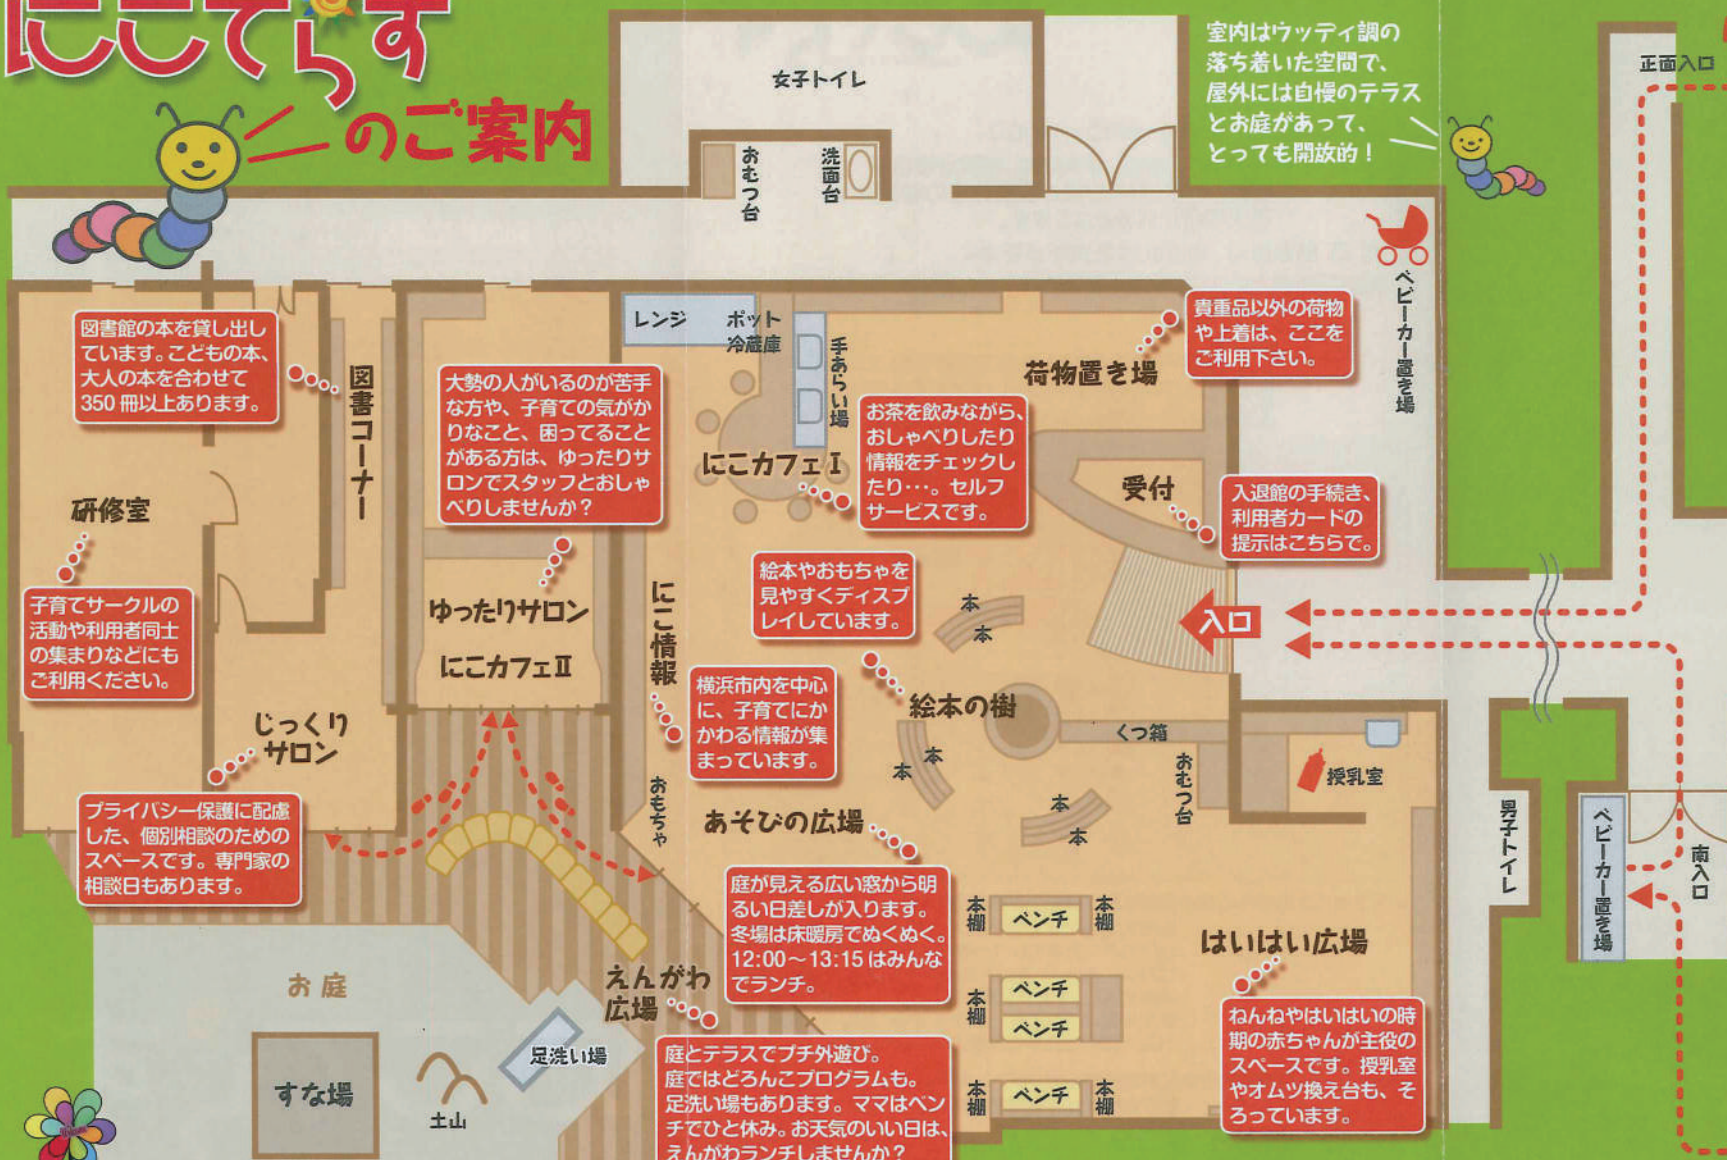 にこてらす
のご案内
室内はウッディ調の
落ち着いた空間で、
屋外には自慢のテラス
とお庭があって、
とっても開放的！
正面入口
女子トイレ
おむつ台
洗面台
ベビーカー置き場
図書館の本を貸し出し
ています。こどもの本、
大人の本を合わせて
350 冊以上あります。
図書コーナー
大勢の人がいるのが苦手
な方や、子育ての気がか
りなこと、困ってること
がある方は、ゆったりサ
ロンでスタッフとおしゃ
べりしませんか？
レンジ
ポット
冷蔵庫
手あらい場
荷物置き場
貴重品以外の荷物
や上着は、ここを
ご利用下さい。
にこカフェⅠ
お茶を飲みながら、
おしゃべりしたり
情報をチェックし
たり…。セルフ
サービスです。
受付
入退館の手続き、
利用者カードの
提示はこちらで。
研修室
子育てサークルの
活動や利用者同士
の集まりなどにも
ご利用ください。
ゆったりサロン
にこカフェⅡ
にこ情報
横浜市内を中心
に、子育てにか
かわる情報が集
まっています。
絵本やおもちゃを
見やすくディスプ
レイしています。
本
本
入口
絵本の樹
本
本
くつ箱
おむつ台
授乳室
じっくり
サロン
プライバシー保護に配慮
した、個別相談のための
スペースです。専門家の
相談日もあります。
おもちゃ
あそびの広場
本
本
庭が見える広い窓から明
るい日差しが入ります。
冬場は床暖房でぬくぬく。
12:00～13:15 はみんな
でランチ。
男子トイレ
ベビーカー置き場
南入口
本棚
ベンチ
本棚
本棚
ベンチ
ベンチ
本棚
ベンチ
本棚
はいはい広場
ねんねやはいはいの時
期の赤ちゃんが主役の
スペースです。授乳室
やオムツ換え台も、そ
ろっています。
お庭
えんがわ
広場
庭とテラスでプチ外遊び。
庭ではどろんこプログラムも。
足洗い場もあります。ママはベン
チでひと休み。お天気のいい日は、
えんがわランチしませんか？
足洗い場
すな場
土山